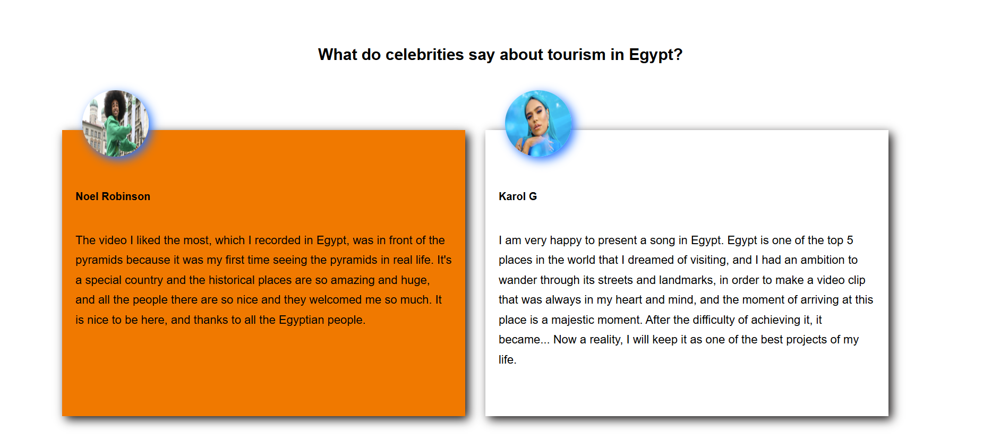 What do celebrities say about tourism in Egypt?
Noel Robinson
The video I liked the most, which I recorded in Egypt, was in front of the
pyramids because it was my first time seeing the pyramids in real life. It's
a special country and the historical places are so amazing and huge,
and all the people there are so nice and they welcomed me so much. It
is nice to be here, and thanks to all the Egyptian people.
Karol G
I am very happy to present a song in Egypt. Egypt is one of the top 5
places in the world that I dreamed of visiting, and I had an ambition to
wander through its streets and landmarks, in order to make a video clip
that was always in my heart and mind, and the moment of arriving at this
place is a majestic moment. After the difficulty of achieving it, it
became... Now a reality, I will keep it as one of the best projects of my
life.